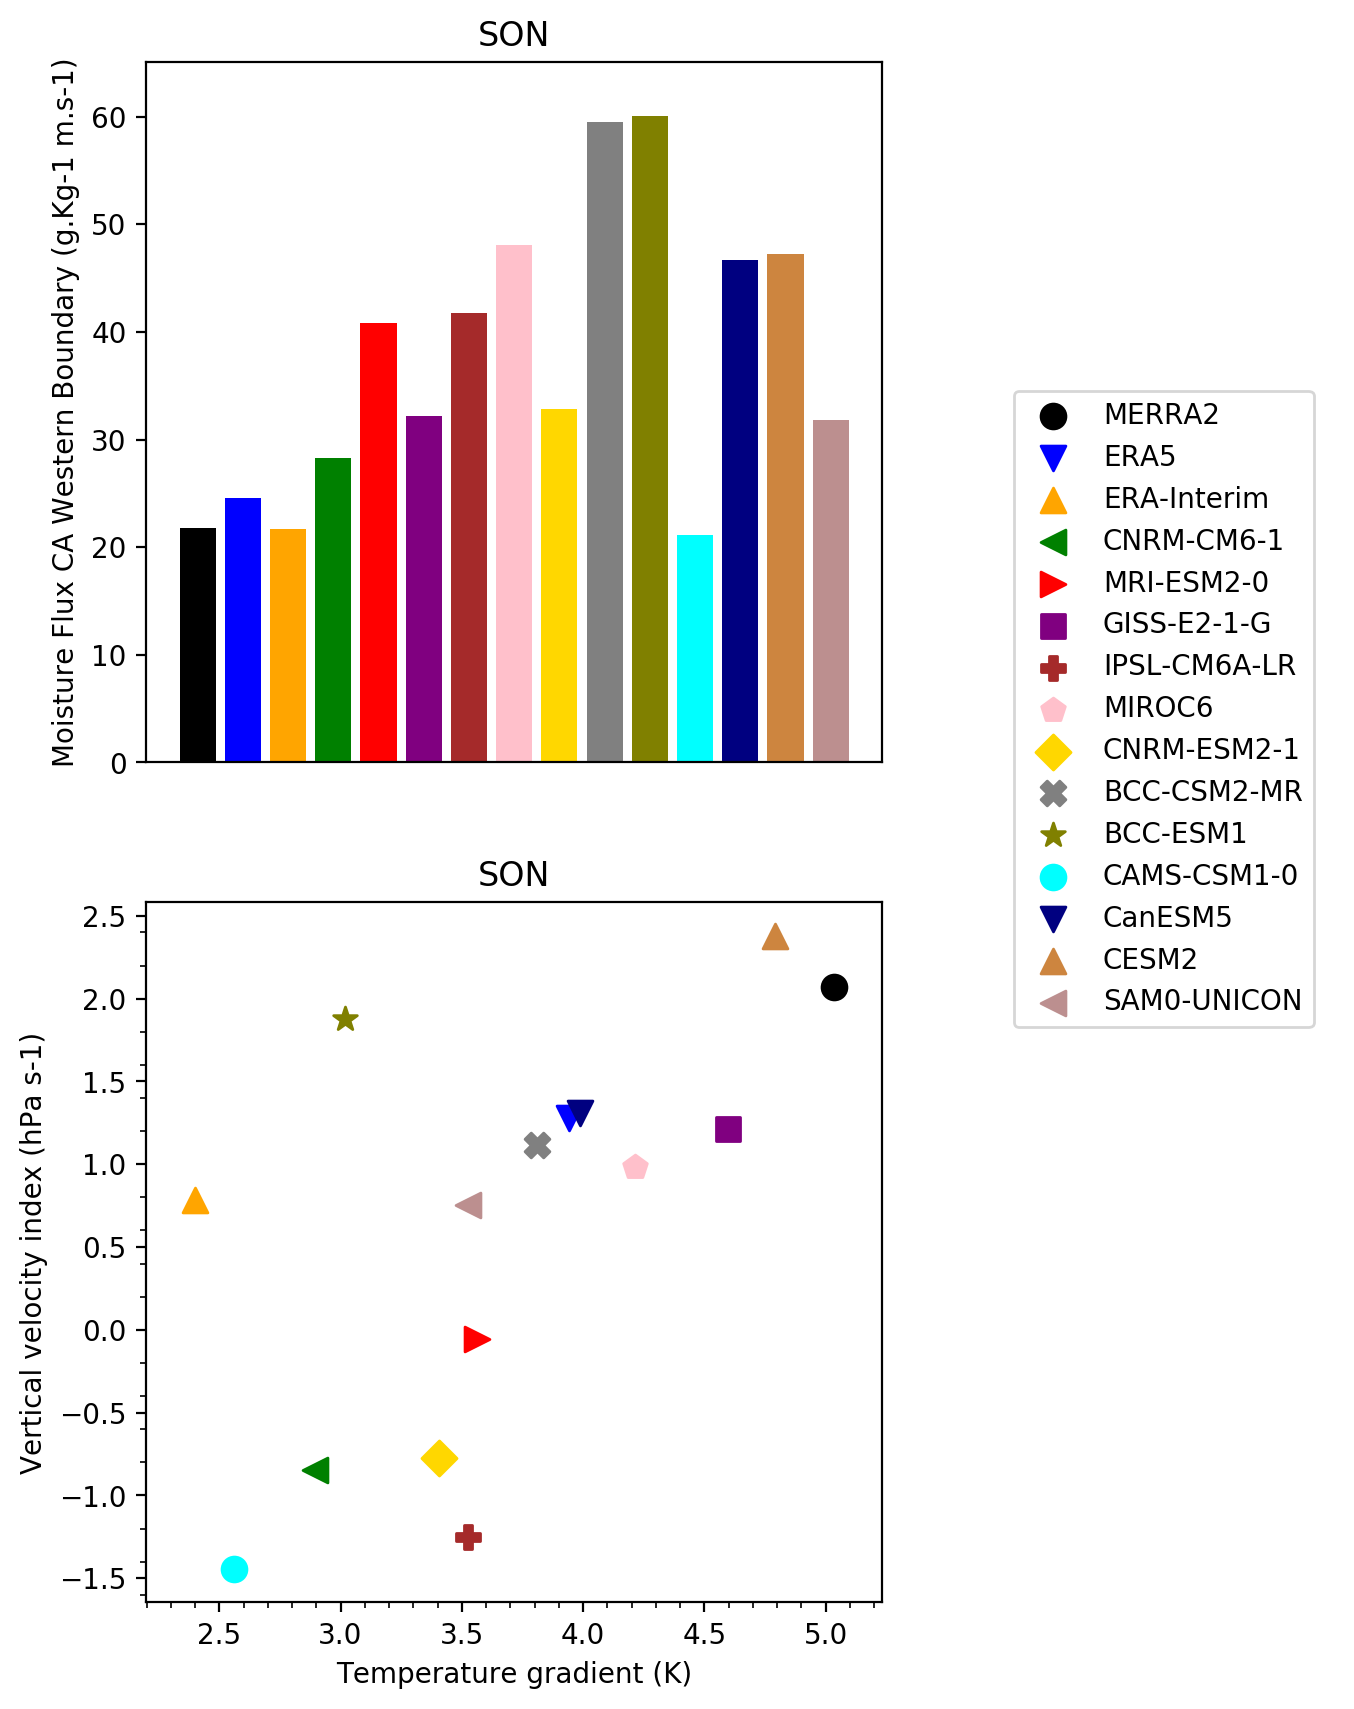 SON
Moisture Flux CA Western Boundary (g.Kg-1 m.s-1)
60
50
40
30
20
10
0
MERRA2
ERA5
ERA-Interim
CNRM-CM6-1
MRI-ESM2-0
GISS-E2-1-G
IPSL-CM6A-LR
MIROC6
CNRM-ESM2-1
BCC-CSM2-MR
BCC-ESM1
CAMS-CSM1-0
CanESM5
CESM2
SAM0-UNICON
SON
Vertical velocity index (hPa s-1)
2.5
2.0
1.5
1.0
0.5
0.0
−0.5
−1.0
−1.5
2.5 3.0 3.5 4.0 4.5 5.0
Temperature gradient (K)